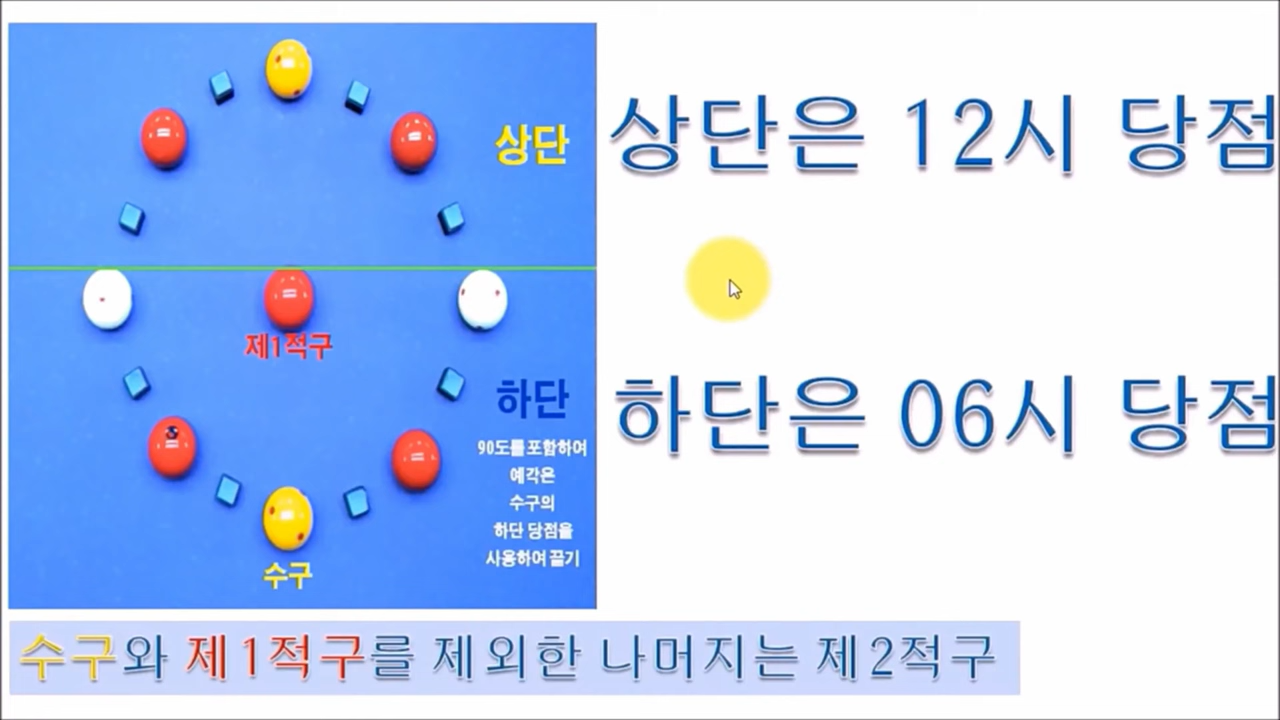 상단
상단은 12시 당점
제1적구
하단
하단은 06시 당점
90도를 포함하여
예각은
수구의
하단 당점을
사용하여 끌기
수구
수구와 제1적구를 제외한 나머지는 제2적구